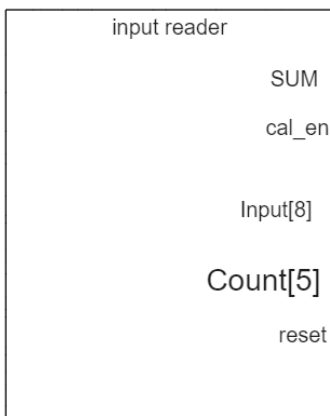 input reader
SUM
cal_en
Input[8]
Count[5]
reset